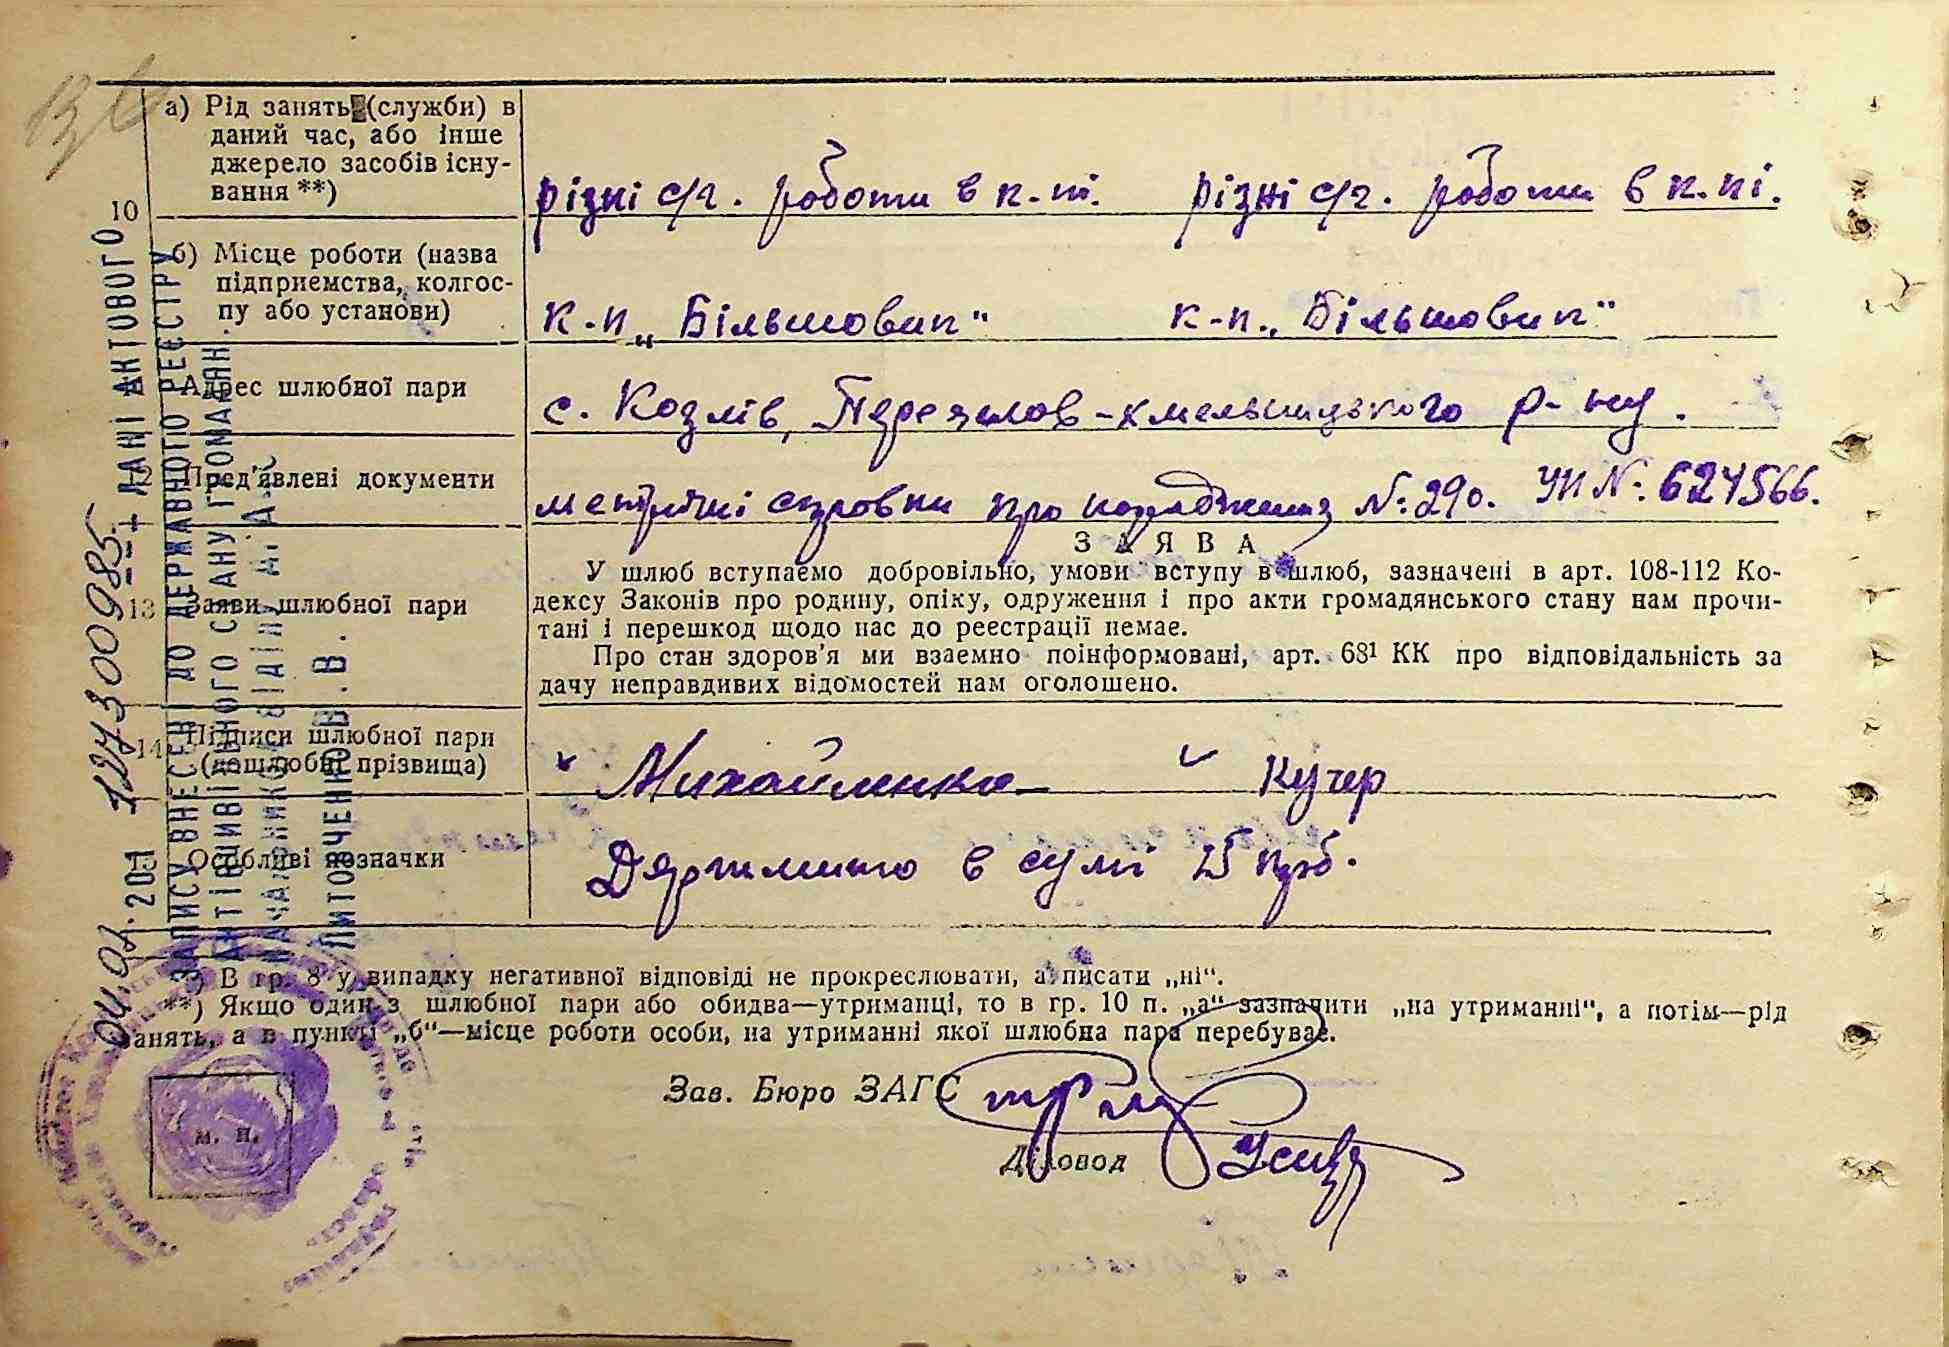 а) Рід занять (служби) в
даний час, або інше
джерело засобів існу-
вання **)
різні с/г. роботи в к-пі. різні с/г. роботи в к-пі.
10
б) Місце роботи (назва
підприємства, колгос-
пу або установи)
к-п „Більшовик" к-п „Більшовик"
Адрес шлюбної пари
с. Козлів, Переяслов-Хмельницького р-ну.
12 Пред'явлені документи
метричні справки про народження №: 290. УП №: 624566.
ЗАЯВА
У шлюб вступаємо добровільно, умови вступу в шлюб, зазначені в арт. 108-112 Ко-
дексу Законів про родину, опіку, одруження і про акти громадянського стану нам прочи-
тані і перешкод щодо нас до реєстрації немає.
13 Заяви шлюбної пари
Про стан здоров'я ми взаємно поінформовані, арт. 68¹ КК про відповідальність за
дачу неправдивих відомостей нам оголошено.
14 Підписи шлюбної пари
(дошлюбні прізвища)
Михайленко Кучер
15 Особливі позначки
Держмито в сумі 15 крб.
*) В гр. 8 у випадку негативної відповіді не прокреслювати, а писати „ні".
**) Якщо один з шлюбної пари або обидва—утриманці, то в гр. 10 п. „а" зазначити „на утриманні", а потім—рід
занять, а в пункті „б"—місце роботи особи, на утриманні якої шлюбна пара перебуває.
Зав. Бюро ЗАГС
Діловод
м. п.
ДАНІ АКТОВОГО
ЗАПИСУ ВНЕСЕНІ ДО ДЕРЖАВНОГО РЕЄСТРУ
АКТІВ ЦИВІЛЬНОГО СТАНУ ГРОМАДЯН.
НАЧАЛЬНИК ВІДДІЛУ
ЛИТОВЧЕНКО В.В.